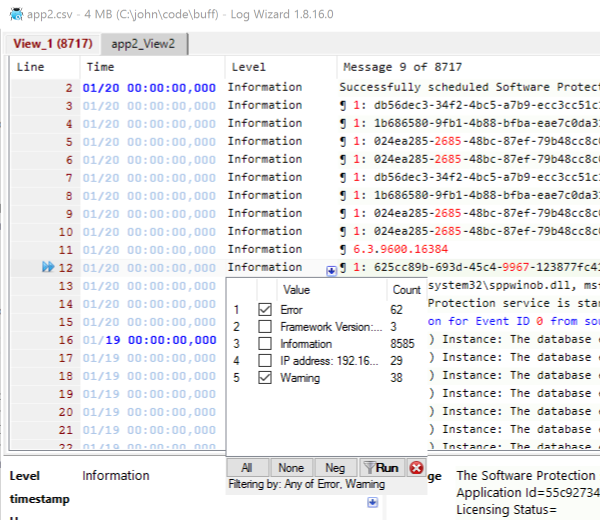 app2.csv - 4 MB (C:\john\code\buff) - Log Wizard 1.8.16.0
View_1 (8717) app2_View2
Line Time Level Message 9 of 8717
2 01/20 00:00:00,000 Information Successfully scheduled Software Protec
3 01/20 00:00:00,000 Information ¶ 1: db56dec3-34f2-4bc5-a7b9-ecc3cc51c
4 01/20 00:00:00,000 Information ¶ 1: 1b686580-9fb1-4b88-bfba-eae7c0da3
5 01/20 00:00:00,000 Information ¶ 1: 024ea285-2685-48bc-87ef-79b48cc8c
6 01/20 00:00:00,000 Information ¶ 1: 024ea285-2685-48bc-87ef-79b48cc8c
7 01/20 00:00:00,000 Information ¶ 1: db56dec3-34f2-4bc5-a7b9-ecc3cc51c
8 01/20 00:00:00,000 Information ¶ 1: 1b686580-9fb1-4b88-bfba-eae7c0da3
9 01/20 00:00:00,000 Information ¶ 1: 024ea285-2685-48bc-87ef-79b48cc8c
10 01/20 00:00:00,000 Information ¶ 1: 024ea285-2685-48bc-87ef-79b48cc8c
11 01/20 00:00:00,000 Information ¶ 6.3.9600.16384
12 01/20 00:00:00,000 Information ¶ 1: 625cc89b-693d-45c4-9967-123877fc4
13 01/20 00:00:00,000 ystem32\sppwinob.dll, ms
14 01/20 00:00:00,000 Protection service is sta
15 01/20 00:00:00,000 on for Event ID 0 from sou
16 01/19 00:00:00,000 ) Instance: The database
17 01/19 00:00:00,000 ) Instance: The database
18 01/19 00:00:00,000 ) Instance: The database
19 01/19 00:00:00,000 ) Instance: The database
20 01/19 00:00:00,000 ) Instance: The database
21 01/19 00:00:00,000 ) Instance: The database
22 01/19 00:00:00,000 ) Instance: The database
Value Count
1 Error 62
2 Framework Version:... 3
3 Information 8585
4 IP address: 192.16... 29
5 Warning 38
All None Neg Run
Filtering by: Any of Error, Warning
Level Information
timestamp
ge The Software Protection
Application Id=55c92734
Licensing Status=